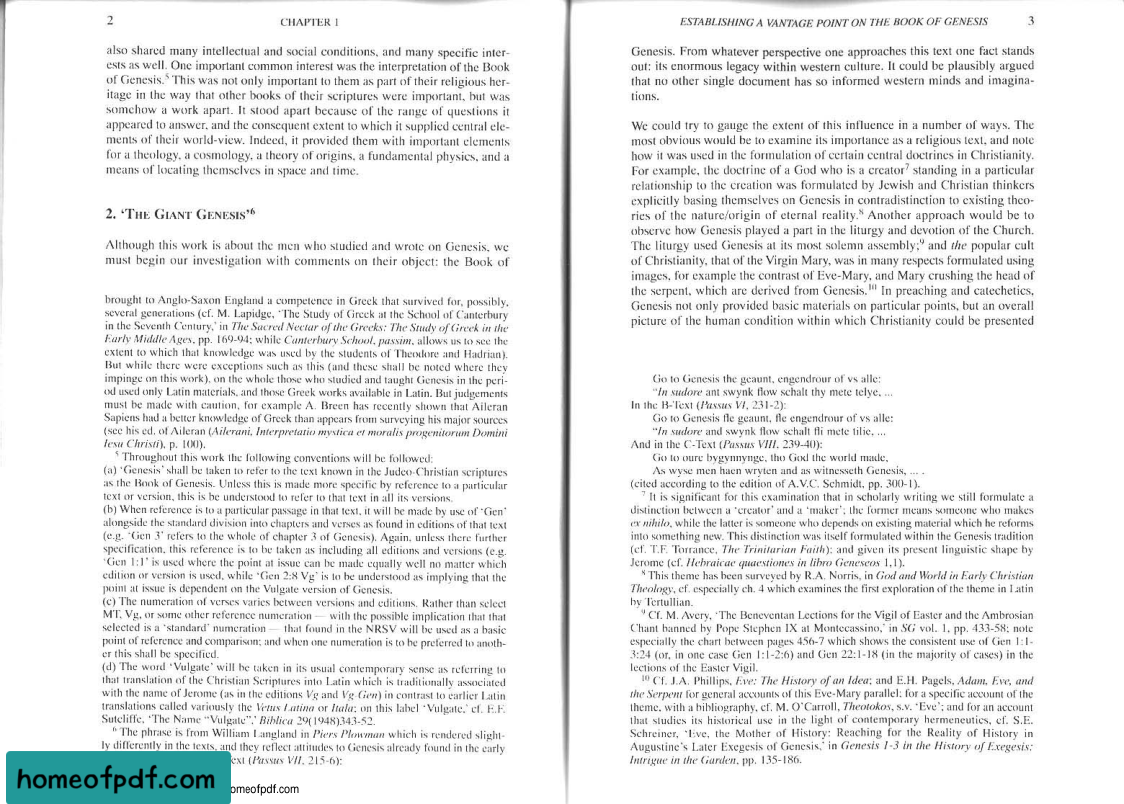 2
CHAPTER 1
also shared many intellectual and social conditions, and many specific inter-
ests as well. One important common interest was the interpretation of the Book
of Genesis.⁵ This was not only important to them as part of their religious her-
itage in the way that other books of their scriptures were important, but was
somehow a work apart. It stood apart because of the range of questions it
appeared to answer, and the consequent extent to which it supplied central ele-
ments of their world-view. Indeed, it provided them with important elements
for a theology, a cosmology, a theory of origins, a fundamental physics, and a
means of locating themselves in space and time.
2. ‘THE GIANT GENESIS’⁶
Although this work is about the men who studied and wrote on Genesis, we
must begin our investigation with comments on their object: the Book of
brought to Anglo-Saxon England a competence in Greek that survived for, possibly,
several generations (cf. M. Lapidge, ‘The Study of Greek at the School of Canterbury
in the Seventh Century,’ in The Sacred Nectar of the Greeks: The Study of Greek in the
Early Middle Ages, pp. 169-94; while Canterbury School, passim, allows us to see the
extent to which that knowledge was used by the students of Theodore and Hadrian).
But while there were exceptions such as this (and these shall be noted where they
impinge on this work), on the whole those who studied and taught Genesis in the peri-
od used only Latin materials, and those Greek works available in Latin. But judgements
must be made with caution, for example A. Breen has recently shown that Aileran
Sapiens had a better knowledge of Greek than appears from surveying his major sources
(see his ed. of Aileran (Ailerani, Interpretatio mystica et moralis progenitorum Domini
Iesu Christi), p. 100).
⁵ Throughout this work the following conventions will be followed:
(a) ‘Genesis’ shall be taken to refer to the text known in the Judeo-Christian scriptures
as the Book of Genesis. Unless this is made more specific by reference to a particular
text or version, this is be understood to refer to that text in all its versions.
(b) When reference is to a particular passage in that text, it will be made by use of ‘Gen’
alongside the standard division into chapters and verses as found in editions of that text
(e.g. ‘Gen 3’ refers to the whole of chapter 3 of Genesis). Again, unless there further
specification, this reference is to be taken as including all editions and versions (e.g.
‘Gen 1:1’ is used where the point at issue can be made equally well no matter which
edition or version is used, while ‘Gen 2:8 Vg’ is to be understood as implying that the
point at issue is dependent on the Vulgate version of Genesis.
(c) The numeration of verses varies between versions and editions. Rather than select
MT, Vg, or some other reference numeration — with the possible implication that that
selected is a ‘standard’ numeration — that found in the NRSV will be used as a basic
point of reference and comparison; and when one numeration is to be preferred to anoth-
er this shall be specified.
(d) The word ‘Vulgate’ will be taken in its usual contemporary sense as referring to
that translation of the Christian Scriptures into Latin which is traditionally associated
with the name of Jerome (as in the editions Vg and Vg-Gen) in contrast to earlier Latin
translations called variously the Vetus Latina or Itala; on this label ‘Vulgate,’ cf. E.F.
Sutcliffe, ‘The Name “Vulgate”,’ Biblica 29(1948)343-52.
⁶ The phrase is from William Langland in Piers Plowman which is rendered slight-
ly differently in the texts, and they reflect attitudes to Genesis already found in the early
ext (Passus VII, 215-6):
homeofpdf.com
omeofpdf.com
ESTABLISHING A VANTAGE POINT ON THE BOOK OF GENESIS
3
Genesis. From whatever perspective one approaches this text one fact stands
out: its enormous legacy within western culture. It could be plausibly argued
that no other single document has so informed western minds and imagina-
tions.
We could try to gauge the extent of this influence in a number of ways. The
most obvious would be to examine its importance as a religious text, and note
how it was used in the formulation of certain central doctrines in Christianity.
For example, the doctrine of a God who is a creator⁷ standing in a particular
relationship to the creation was formulated by Jewish and Christian thinkers
explicitly basing themselves on Genesis in contradistinction to existing theo-
ries of the nature/origin of eternal reality.⁸ Another approach would be to
observe how Genesis played a part in the liturgy and devotion of the Church.
The liturgy used Genesis at its most solemn assembly;⁹ and the popular cult
of Christianity, that of the Virgin Mary, was in many respects formulated using
images, for example the contrast of Eve-Mary, and Mary crushing the head of
the serpent, which are derived from Genesis.¹⁰ In preaching and catechetics,
Genesis not only provided basic materials on particular points, but an overall
picture of the human condition within which Christianity could be presented
Go to Genesis the geaunt, engendrour of vs alle:
“In sudore ant swynk flow schalt thy mete telye, ...
In the B-Text (Passus VI, 231-2):
Go to Genesis fle geaunt, fle engendrour of vs alle:
“In sudore and swynk flow schalt fli mete tilie, ...
And in the C-Text (Passus VIII, 239-40):
Go to oure bygynnynge, tho God the world made,
As wyse men haen wryten and as witnesseth Genesis, ... .
(cited according to the edition of A.V.C. Schmidt, pp. 300-1).
⁷ It is significant for this examination that in scholarly writing we still formulate a
distinction between a ‘creator’ and a ‘maker’; the former means someone who makes
ex nihilo, while the latter is someone who depends on existing material which he reforms
into something new. This distinction was itself formulated within the Genesis tradition
(cf. T.F. Torrance, The Trinitarian Faith); and given its present linguistic shape by
Jerome (cf. Hebraicae quaestiones in libro Geneseos 1,1).
⁸ This theme has been surveyed by R.A. Norris, in God and World in Early Christian
Theology, cf. especially ch. 4 which examines the first exploration of the theme in Latin
by Tertullian.
⁹ Cf. M. Avery, ‘The Beneventan Lections for the Vigil of Easter and the Ambrosian
Chant banned by Pope Stephen IX at Montecassino,’ in SG vol. 1, pp. 433-58; note
especially the chart between pages 456-7 which shows the consistent use of Gen 1:1-
3:24 (or, in one case Gen 1:1-2:6) and Gen 22:1-18 (in the majority of cases) in the
lections of the Easter Vigil.
¹⁰ Cf. J.A. Phillips, Eve: The History of an Idea; and E.H. Pagels, Adam, Eve, and
the Serpent for general accounts of this Eve-Mary parallel; for a specific account of the
theme, with a bibliography, cf. M. O’Carroll, Theotokos, s.v. ‘Eve’; and for an account
that studies its historical use in the light of contemporary hermeneutics, cf. S.E.
Schreiner, ‘Eve, the Mother of History: Reaching for the Reality of History in
Augustine’s Later Exegesis of Genesis,’ in Genesis 1-3 in the History of Exegesis:
Intrigue in the Garden, pp. 135-186.